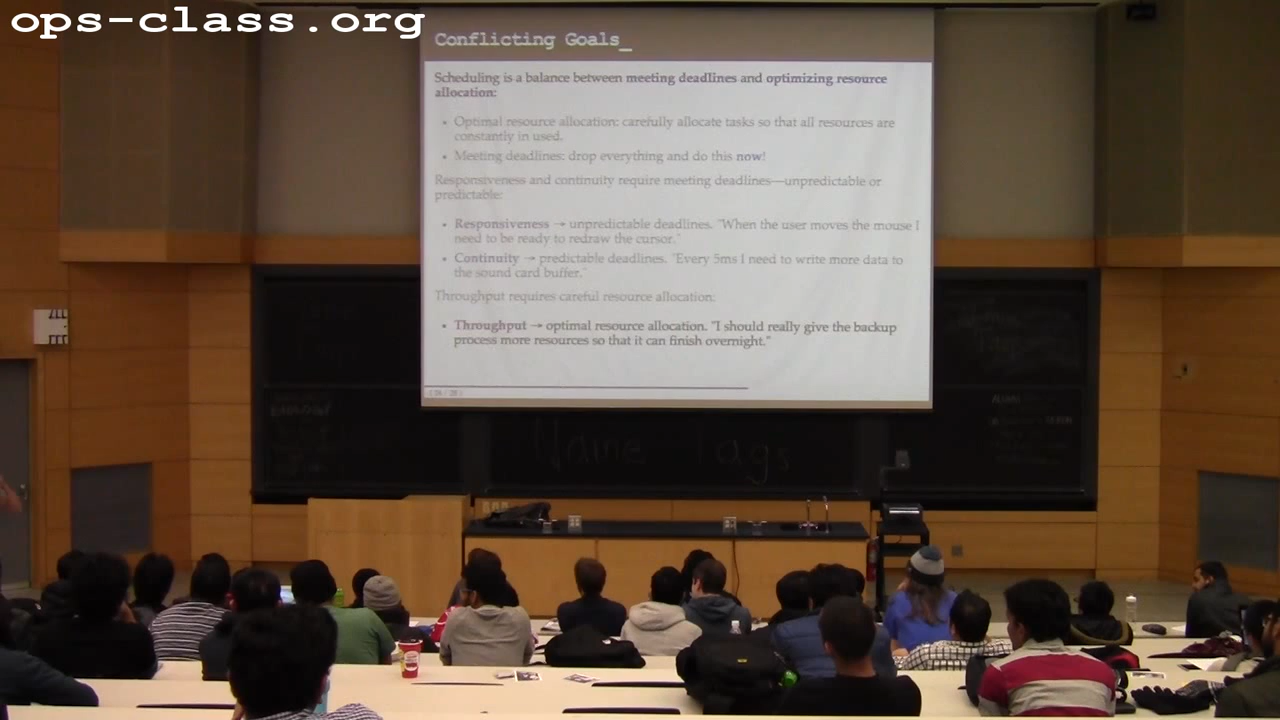 ops-class.org
Conflicting Goals_
Scheduling is a balance between meeting deadlines and optimizing resource
allocation:
• Optimal resource allocation: carefully allocate tasks so that all resources are
constantly in used.
• Meeting deadlines: drop everything and do this now!
Responsiveness and continuity require meeting deadlines—unpredictable or
predictable:
• Responsiveness → unpredictable deadlines. "When the user moves the mouse I
need to be ready to redraw the cursor."
• Continuity → predictable deadlines. "Every 5ms I need to write more data to
the sound card buffer."
Throughput requires careful resource allocation:
• Throughput → optimal resource allocation. "I should really give the backup
process more resources so that it can finish overnight."
Name Tags